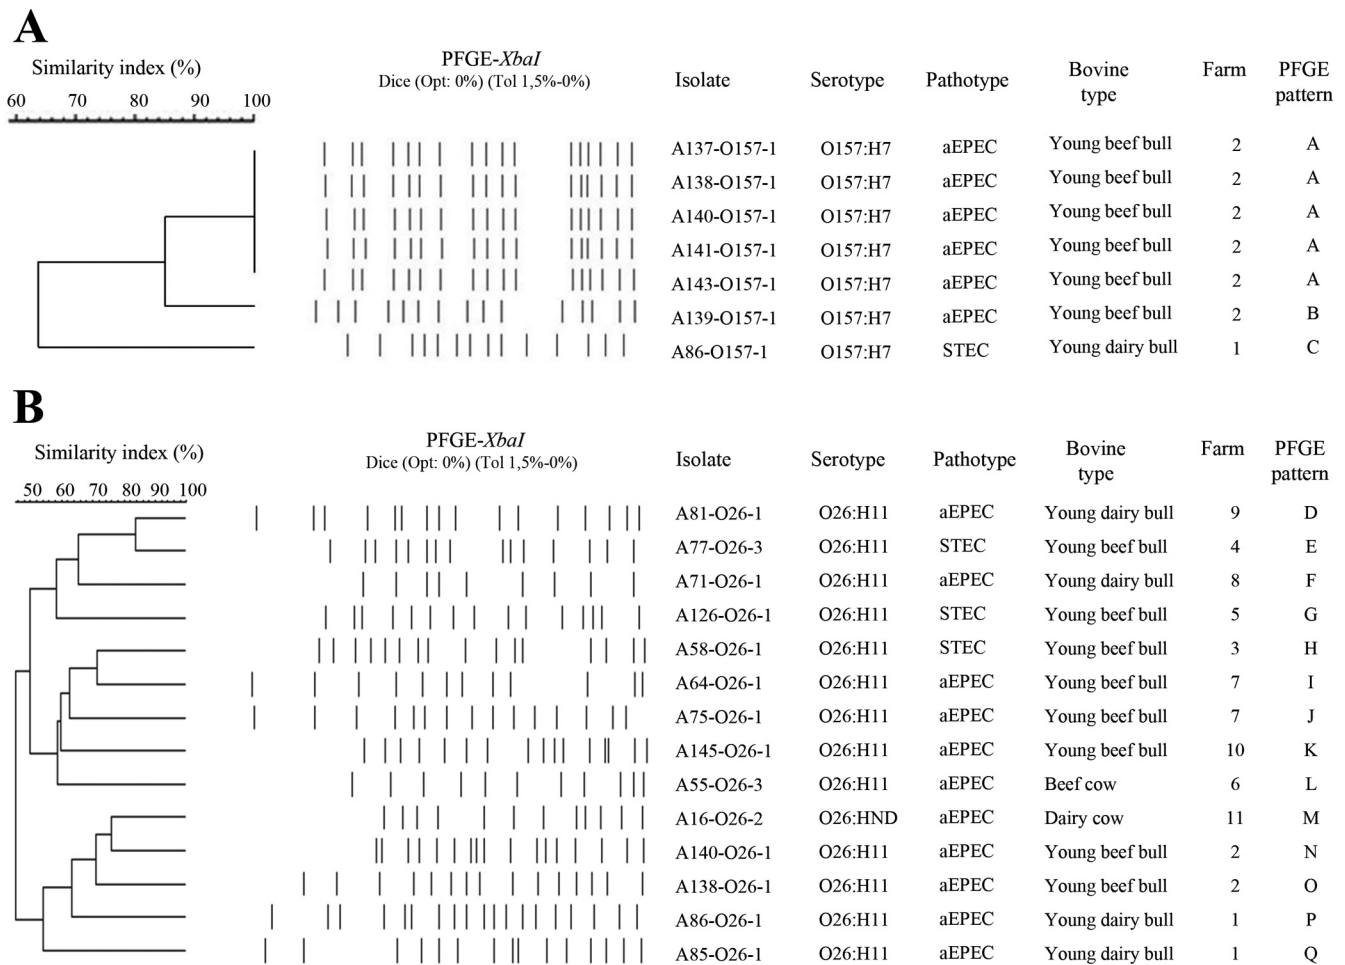 A
Similarity index (%)
60 70 80 90 100
PFGE-XbaI
Dice (Opt: 0%) (Tol 1,5%-0%)
Isolate Serotype Pathotype Bovine type Farm PFGE pattern
A137-O157-1 O157:H7 aEPEC Young beef bull 2 A
A138-O157-1 O157:H7 aEPEC Young beef bull 2 A
A140-O157-1 O157:H7 aEPEC Young beef bull 2 A
A141-O157-1 O157:H7 aEPEC Young beef bull 2 A
A143-O157-1 O157:H7 aEPEC Young beef bull 2 A
A139-O157-1 O157:H7 aEPEC Young beef bull 2 B
A86-O157-1 O157:H7 STEC Young dairy bull 1 C
B
Similarity index (%)
50 60 70 80 90 100
PFGE-XbaI
Dice (Opt: 0%) (Tol 1,5%-0%)
Isolate Serotype Pathotype Bovine type Farm PFGE pattern
A81-O26-1 O26:H11 aEPEC Young dairy bull 9 D
A77-O26-3 O26:H11 STEC Young beef bull 4 E
A71-O26-1 O26:H11 aEPEC Young dairy bull 8 F
A126-O26-1 O26:H11 STEC Young beef bull 5 G
A58-O26-1 O26:H11 STEC Young beef bull 3 H
A64-O26-1 O26:H11 aEPEC Young beef bull 7 I
A75-O26-1 O26:H11 aEPEC Young beef bull 7 J
A145-O26-1 O26:H11 aEPEC Young beef bull 10 K
A55-O26-3 O26:H11 aEPEC Beef cow 6 L
A16-O26-2 O26:HND aEPEC Dairy cow 11 M
A140-O26-1 O26:H11 aEPEC Young beef bull 2 N
A138-O26-1 O26:H11 aEPEC Young beef bull 2 O
A86-O26-1 O26:H11 aEPEC Young dairy bull 1 P
A85-O26-1 O26:H11 aEPEC Young dairy bull 1 Q